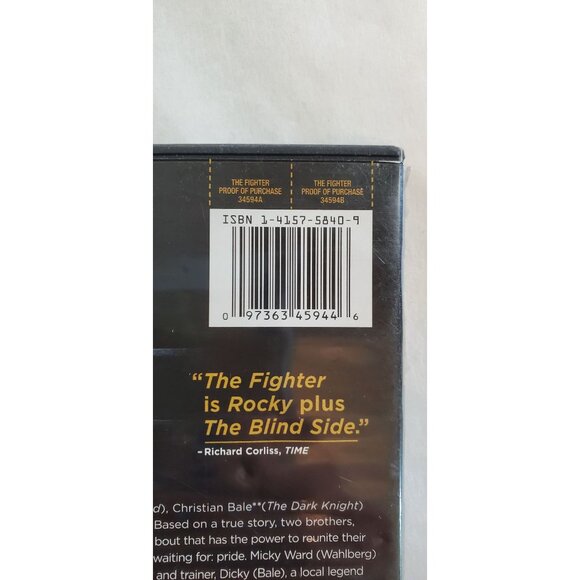 THE FIGHTER
PROOF OF PURCHASE
34594A
THE FIGHTER
PROOF OF PURCHASE
34594B
ISBN 1-4157-5840-9
0 97363 45944 6
“The Fighter
is Rocky plus
The Blind Side.”
–Richard Corliss, TIME
d), Christian Bale**(The Dark Knight)
Based on a true story, two brothers,
bout that has the power to reunite their
waiting for: pride. Micky Ward (Wahlberg)
and trainer, Dicky (Bale), a local legend